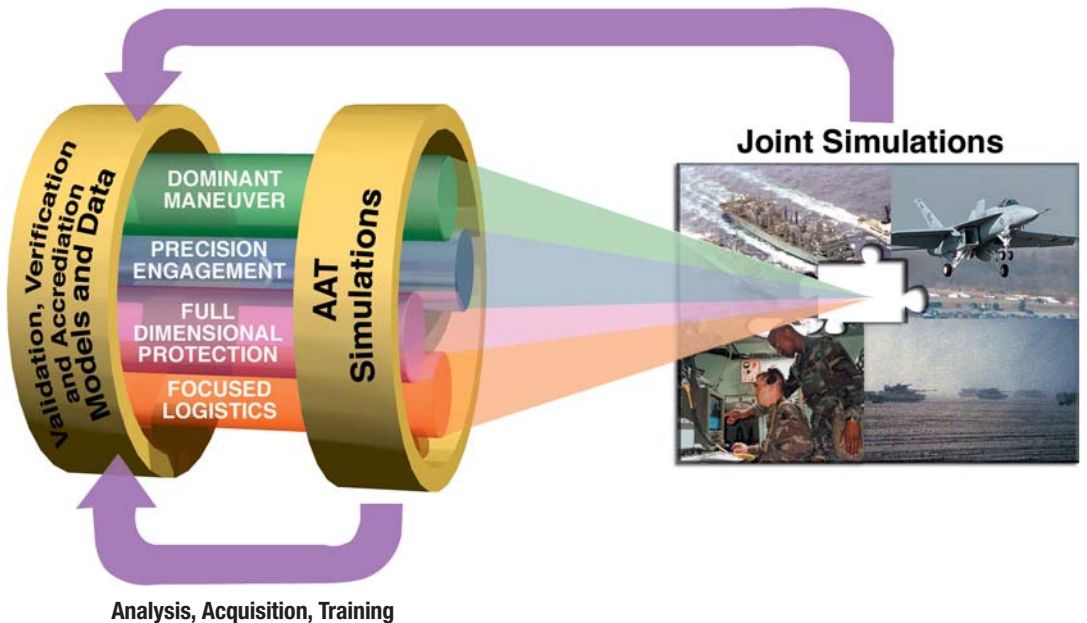 Joint Simulations
Validation, Verification
and Accrediation
Models and Data
DOMINANT
MANEUVER
PRECISION
ENGAGEMENT
FULL
DIMENSIONAL
PROTECTION
FOCUSED
LOGISTICS
AAT
Simulations
Analysis, Acquisition, Training